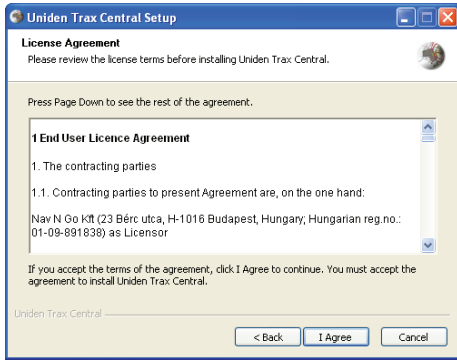 Uniden Trax Central Setup
License Agreement
Please review the license terms before installing Uniden Trax Central.
Press Page Down to see the rest of the agreement.
1 End User Licence Agreement
1. The contracting parties
1.1. Contracting parties to present Agreement are, on the one hand:
Nav N Go Kft (23 Bérc utca, H-1016 Budapest, Hungary; Hungarian reg.no.:
01-09-891838) as Licensor
If you accept the terms of the agreement, click I Agree to continue. You must accept the
agreement to install Uniden Trax Central.
Uniden Trax Central
< Back I Agree Cancel